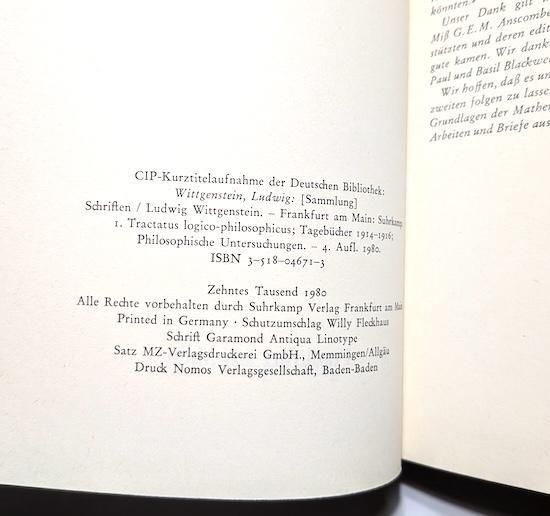 CIP-Kurztitelaufnahme der Deutschen Bibliothek:
Wittgenstein, Ludwig: [Sammlung]
Schriften / Ludwig Wittgenstein. – Frankfurt am Main: Suhrkamp
1. Tractatus logico-philosophicus; Tagebücher 1914–1916;
Philosophische Untersuchungen. – 4. Aufl. 1980.
ISBN 3-518-04671-3
Zehntes Tausend 1980
Alle Rechte vorbehalten durch Suhrkamp Verlag Frankfurt am Main
Printed in Germany · Schutzumschlag Willy Fleckhaus
Schrift Garamond Antiqua Linotype
Satz MZ-Verlagsdruckerei GmbH., Memmingen/Allgäu
Druck Nomos Verlagsgesellschaft, Baden-Baden
könnten.
Unser Dank gilt
Miß G.E.M. Anscombe
stützten und deren edit
gute kamen. Wir dank
Paul und Basil Blackwe
Wir hoffen, daß es un
zweiten folgen zu lasse
Grundlagen der Mathe
Arbeiten und Briefe aus